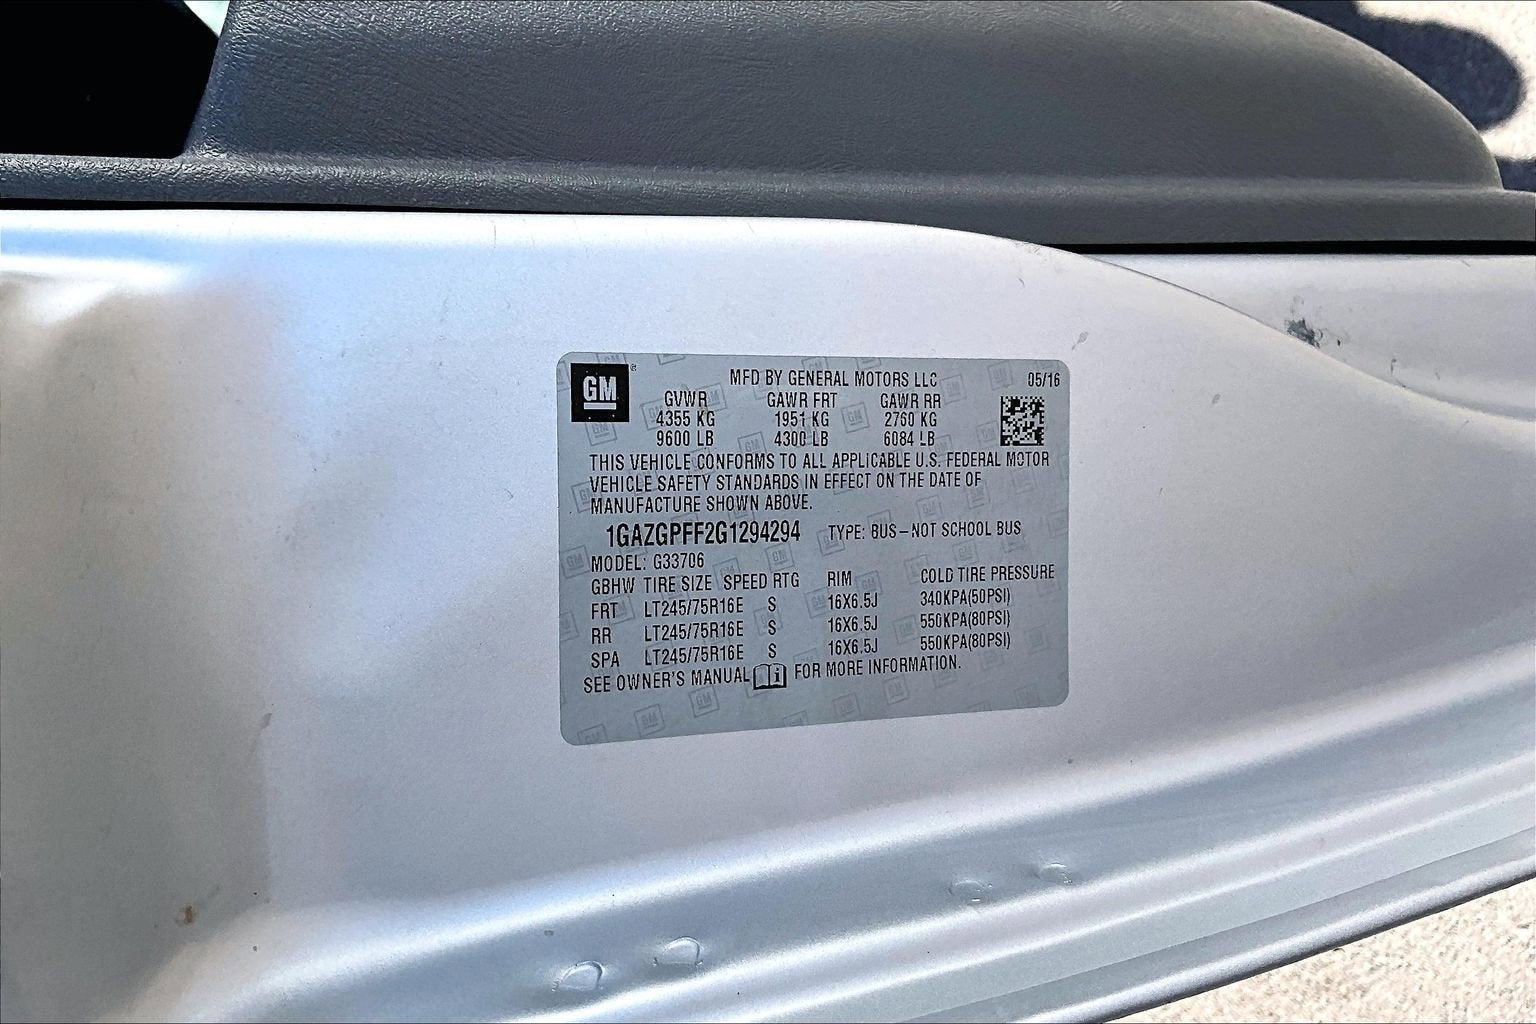 GM
MFD BY GENERAL MOTORS LLC 05/16
GVWR GAWR FRT GAWR RR
4355 KG 1951 KG 2760 KG
9600 LB 4300 LB 6084 LB
THIS VEHICLE CONFORMS TO ALL APPLICABLE U.S. FEDERAL MOTOR
VEHICLE SAFETY STANDARDS IN EFFECT ON THE DATE OF
MANUFACTURE SHOWN ABOVE.
1GAZGPFF2G1294294 TYPE: BUS–NOT SCHOOL BUS
MODEL: G33706
GBHW TIRE SIZE SPEED RTG RIM COLD TIRE PRESSURE
FRT LT245/75R16E S 16X6.5J 340KPA(50PSI)
RR LT245/75R16E S 16X6.5J 550KPA(80PSI)
SPA LT245/75R16E S 16X6.5J 550KPA(80PSI)
SEE OWNER'S MANUAL FOR MORE INFORMATION.